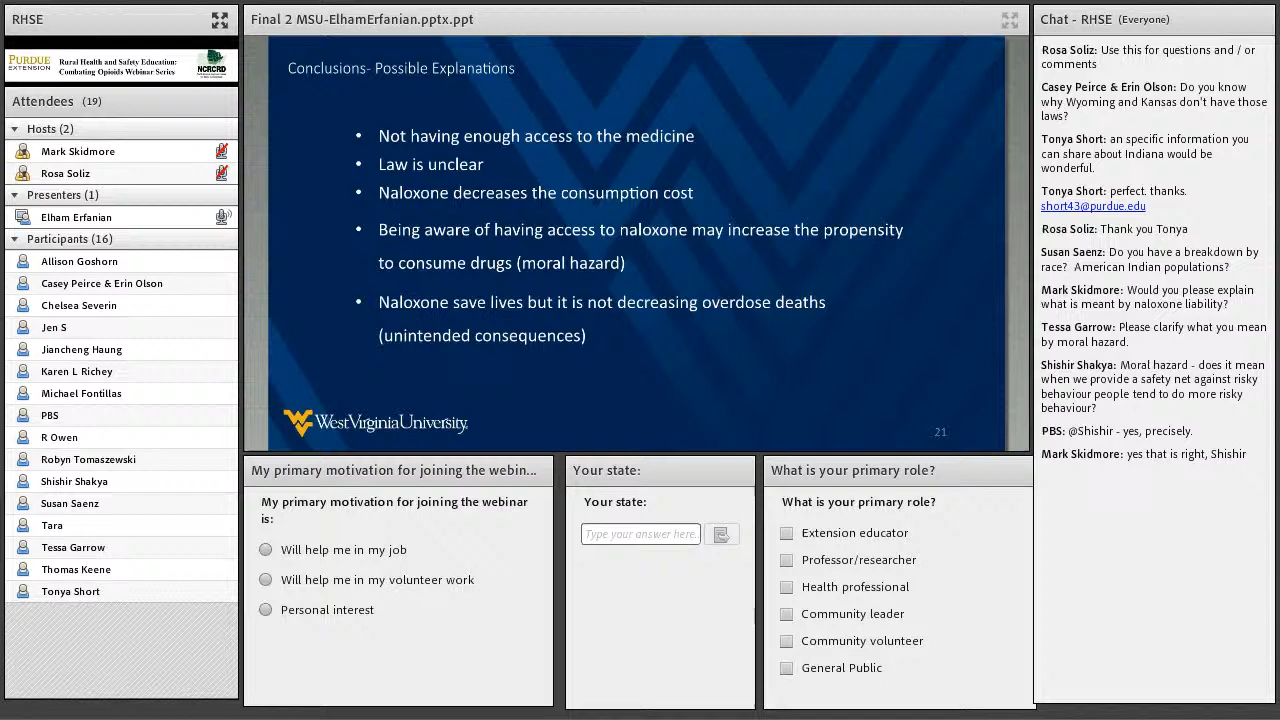 RHSE
PURDUE
EXTENSION
Rural Health and Safety Education:
Combating Opioids Webinar Series
NCRCRD
Attendees (19)
Hosts (2)
Mark Skidmore
Rosa Soliz
Presenters (1)
Elham Erfanian
Participants (16)
Allison Goshorn
Casey Peirce & Erin Olson
Chelsea Severin
Jen S
Jiancheng Haung
Karen L Richey
Michael Fontillas
PBS
R Owen
Robyn Tomaszewski
Shishir Shakya
Susan Saenz
Tara
Tessa Garrow
Thomas Keene
Tonya Short
Final 2 MSU-ElhamErfanian.pptx.ppt
Conclusions- Possible Explanations
• Not having enough access to the medicine
• Law is unclear
• Naloxone decreases the consumption cost
• Being aware of having access to naloxone may increase the propensity
to consume drugs (moral hazard)
• Naloxone save lives but it is not decreasing overdose deaths
(unintended consequences)
WestVirginiaUniversity.
21
My primary motivation for joining the webin...
My primary motivation for joining the webinar
is:
Will help me in my job
Will help me in my volunteer work
Personal interest
Your state:
Your state:
Type your answer here..
What is your primary role?
What is your primary role?
Extension educator
Professor/researcher
Health professional
Community leader
Community volunteer
General Public
Chat - RHSE (Everyone)
Rosa Soliz: Use this for questions and / or
comments
Casey Peirce & Erin Olson: Do you know
why Wyoming and Kansas don't have those
laws?
Tonya Short: an specific information you
can share about Indiana would be
wonderful.
Tonya Short: perfect. thanks.
short43@purdue.edu
Rosa Soliz: Thank you Tonya
Susan Saenz: Do you have a breakdown by
race? American Indian populations?
Mark Skidmore: Would you please explain
what is meant by naloxone liability?
Tessa Garrow: Please clarify what you mean
by moral hazard.
Shishir Shakya: Moral hazard - does it mean
when we provide a safety net against risky
behaviour people tend to do more risky
behaviour?
PBS: @Shishir - yes, precisely.
Mark Skidmore: yes that is right, Shishir